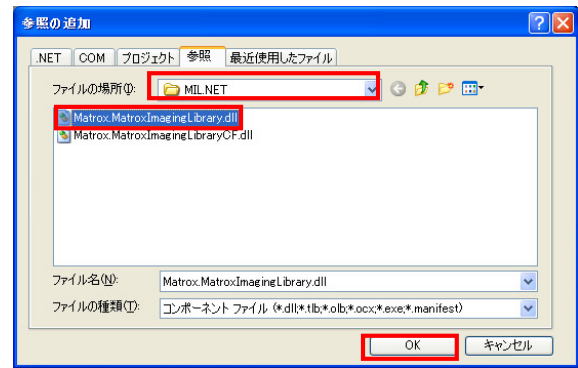 参照の追加
.NET COM プロジェクト 参照 最近使用したファイル
ファイルの場所(I): MIL.NET
Matrox.MatroxImagingLibrary.dll
Matrox.MatroxImagingLibraryCF.dll
ファイル名(N): Matrox.MatroxImagingLibrary.dll
ファイルの種類(T): コンポーネント ファイル (*.dll;*.tlb;*.olb;*.ocx;*.exe;*.manifest)
OK キャンセル